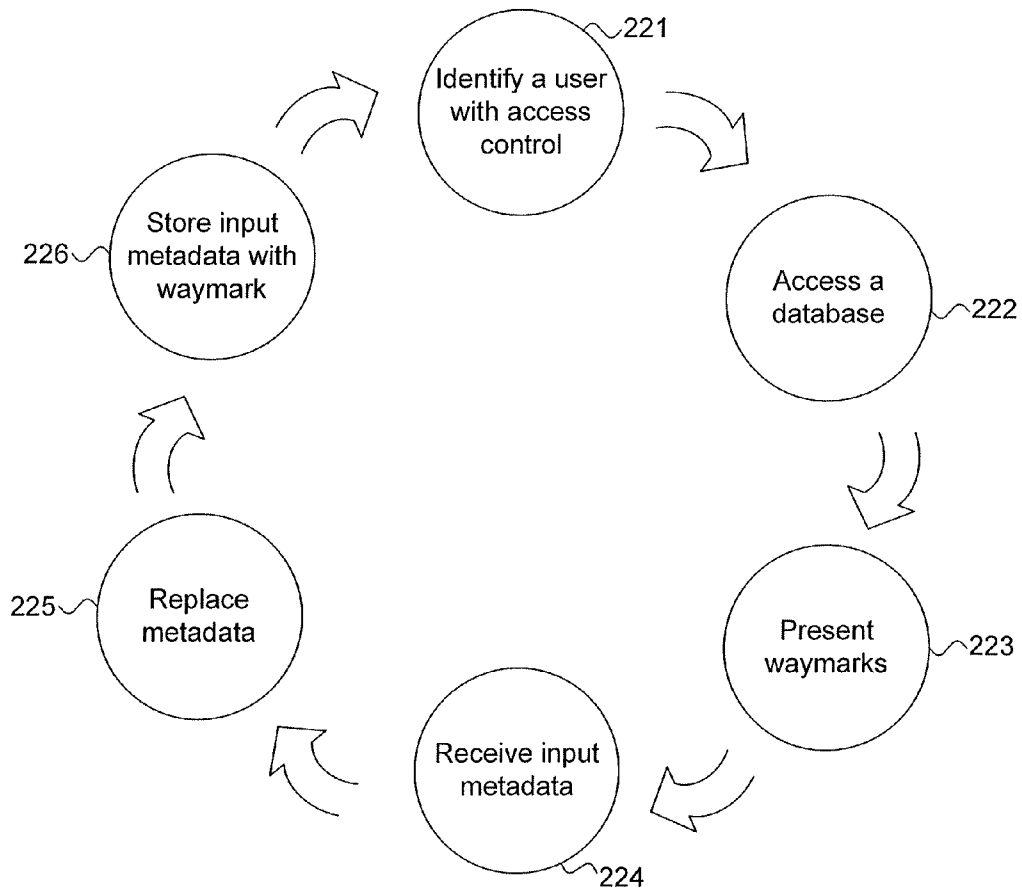 221
Identify a user
with access
control
222
Access a
database
223
Present
waymarks
224
Receive input
metadata
225
Replace
metadata
226
Store input
metadata with
waymark